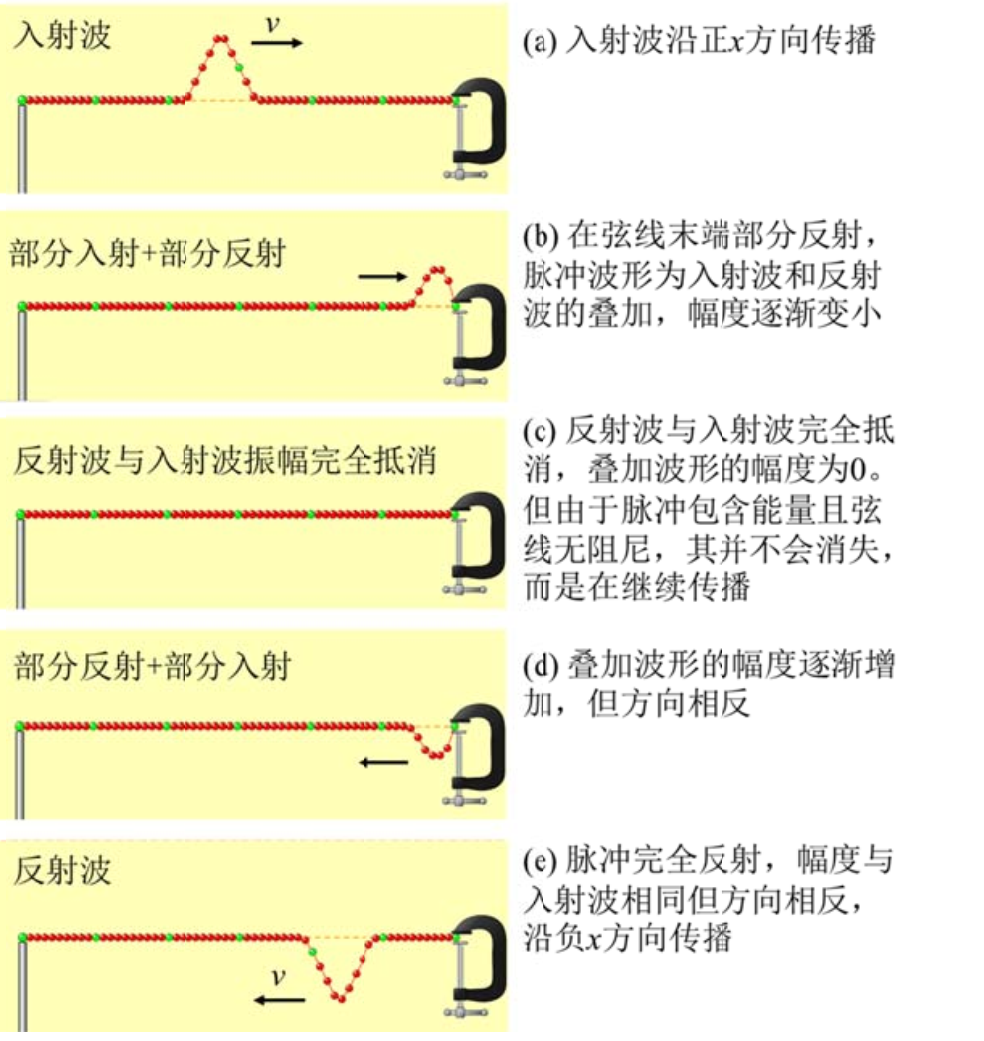 入射波
v
(a) 入射波沿正x方向传播
部分入射+部分反射
(b) 在弦线末端部分反射，
脉冲波形为入射波和反射
波的叠加，幅度逐渐变小
反射波与入射波振幅完全抵消
(c) 反射波与入射波完全抵
消，叠加波形的幅度为0。
但由于脉冲包含能量且弦
线无阻尼，其并不会消失，
而是在继续传播
部分反射+部分入射
(d) 叠加波形的幅度逐渐增
加，但方向相反
反射波
v
(e) 脉冲完全反射，幅度与
入射波相同但方向相反，
沿负x方向传播